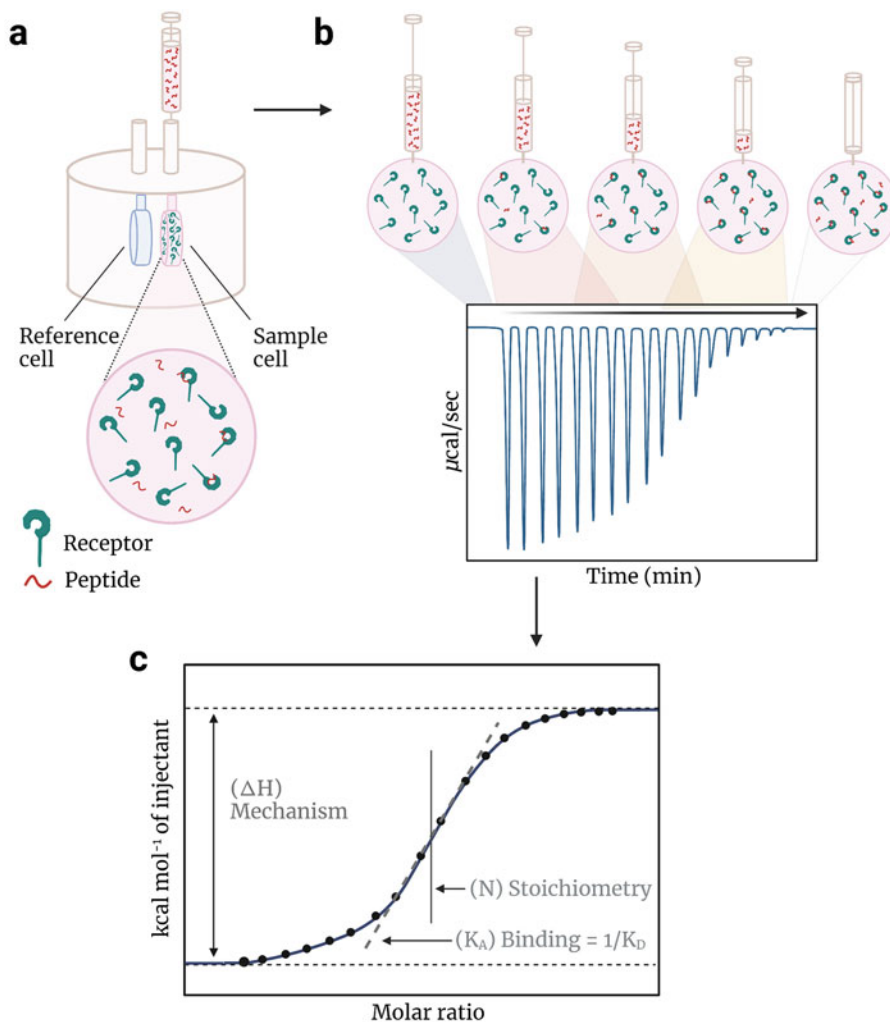 a
Reference
cell
Sample
cell
Receptor
Peptide
b
µcal/sec
Time (min)
c
kcal mol⁻¹ of injectant
(ΔH)
Mechanism
(N) Stoichiometry
(K_A) Binding = 1/K_D
Molar ratio